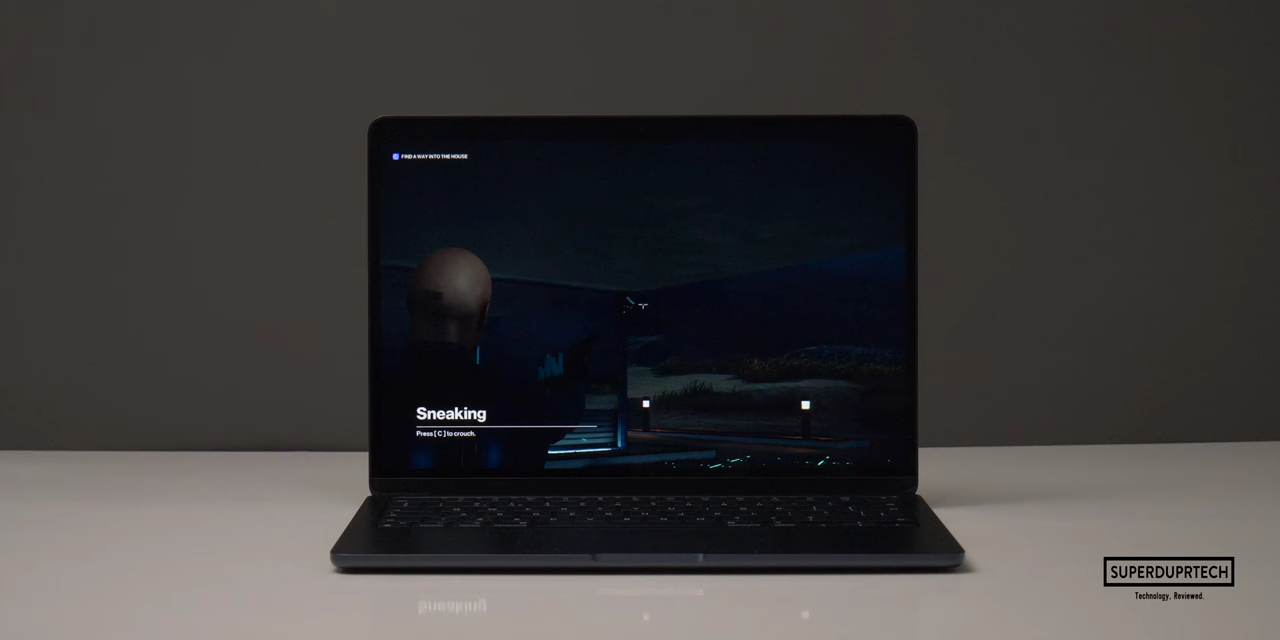 FIND A WAY INTO THE HOUSE
Sneaking
Press [ C ] to crouch.
SUPERDUPRTECH
Technology, Reviewed.